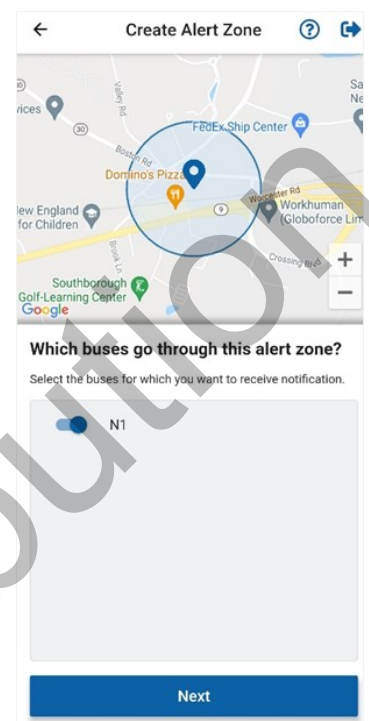 Create Alert Zone
?
Sa
Ne
vices
Valley Rd
30
FedEx Ship Center
Boston Rd
Domino's Pizza
Worcester Rd
lew England
for Children
9
Workhuman
(Globoforce Lim
Brook Ln
Crossing Blvd
+
Southborough
Golf-Learning Center
−
Google
Which buses go through this alert zone?
Select the buses for which you want to receive notification.
N1
Next